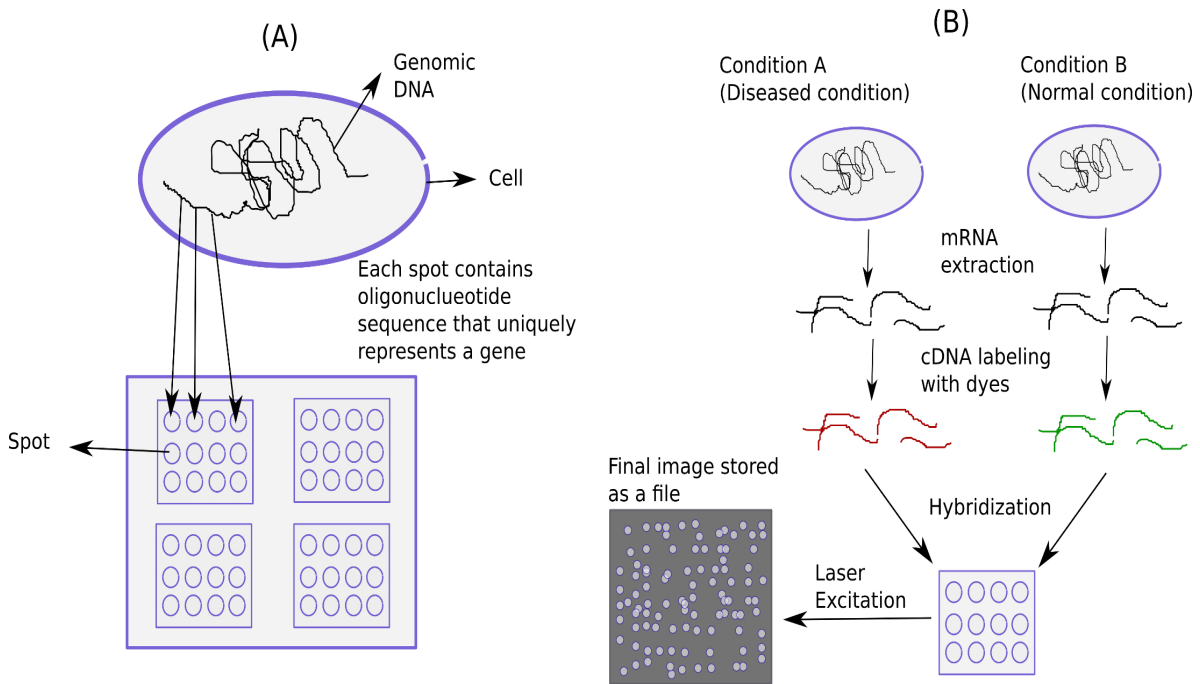 (A)
Genomic
DNA
Cell
Each spot contains
oligonuclueotide
sequence that uniquely
represents a gene
Spot
(B)
Condition A
(Diseased condition)
Condition B
(Normal condition)
mRNA
extraction
cDNA labeling
with dyes
Hybridization
Laser
Excitation
Final image stored
as a file